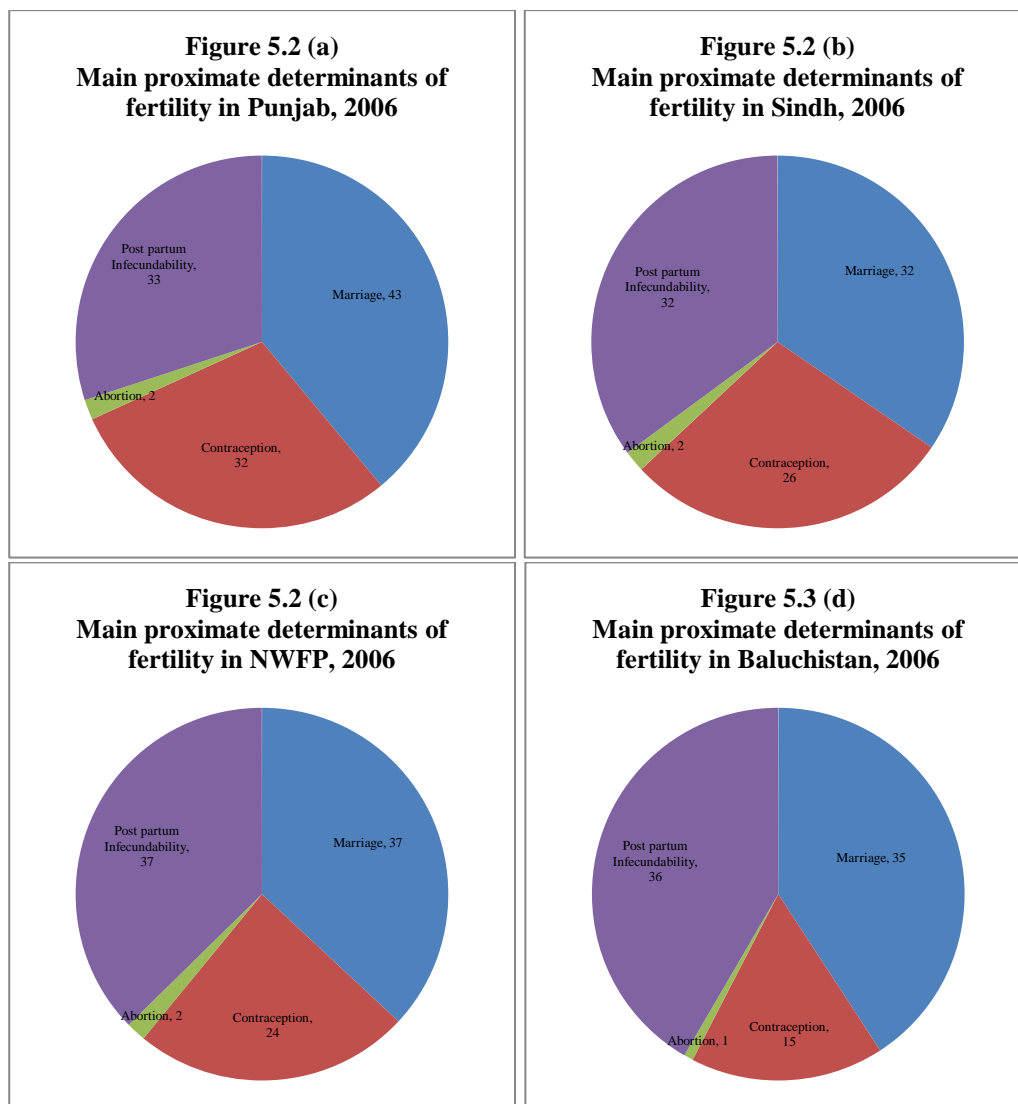 Figure 5.2 (a)
Main proximate determinants of
fertility in Punjab, 2006
Post partum
Infecundability,
33
Marriage, 43
Abortion, 2
Contraception,
32
Figure 5.2 (b)
Main proximate determinants of
fertility in Sindh, 2006
Post partum
Infecundability,
32
Marriage, 32
Abortion, 2
Contraception,
26
Figure 5.2 (c)
Main proximate determinants of
fertility in NWFP, 2006
Post partum
Infecundability,
37
Marriage, 37
Abortion, 2
Contraception,
24
Figure 5.3 (d)
Main proximate determinants of
fertility in Baluchistan, 2006
Post partum
Infecundability,
36
Marriage, 35
Abortion, 1
Contraception,
15